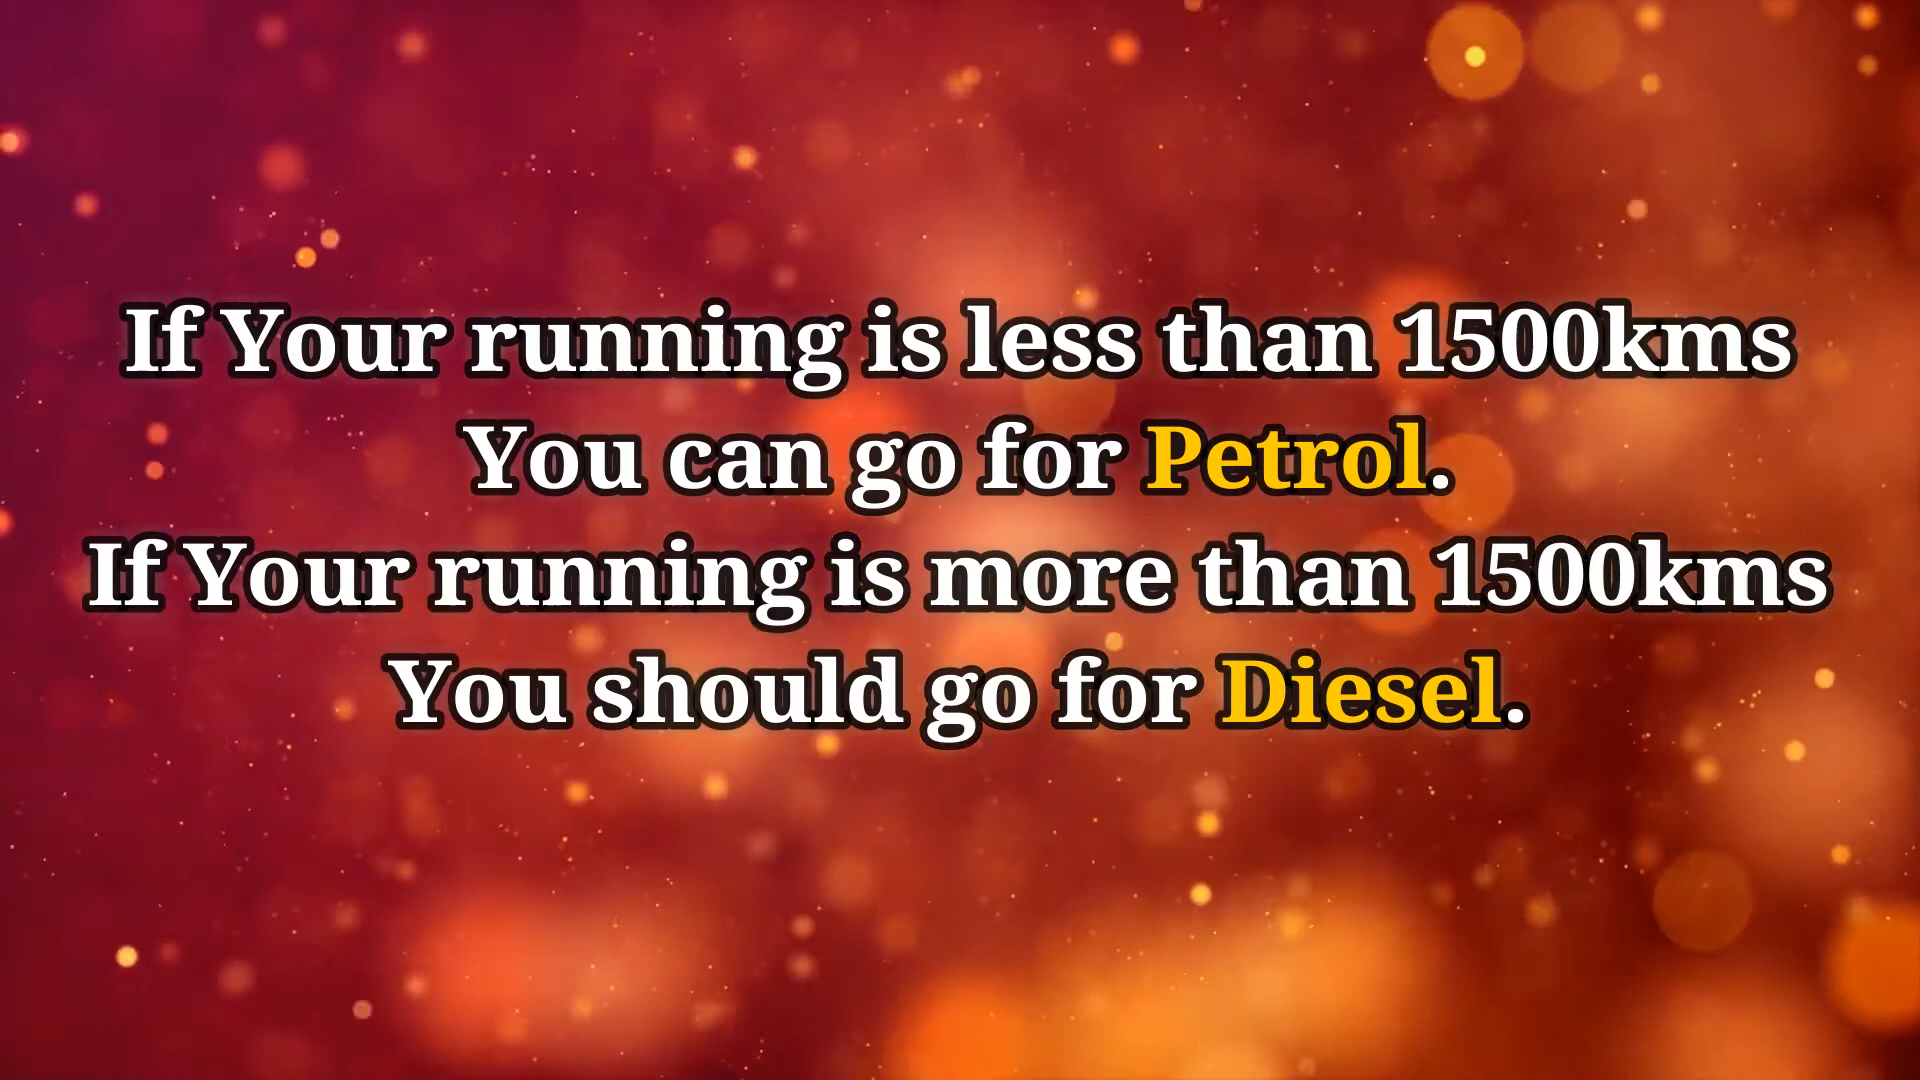 If Your running is less than 1500kms
You can go for Petrol.
If Your running is more than 1500kms
You should go for Diesel.